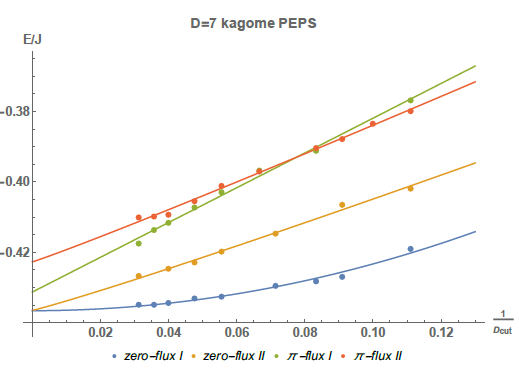 D=7 kagome PEPS
E/J
-0.38
-0.40
-0.42
0.02 0.04 0.06 0.08 0.10 0.12
1
Dcut
zero-flux I zero-flux II π-flux I π-flux II